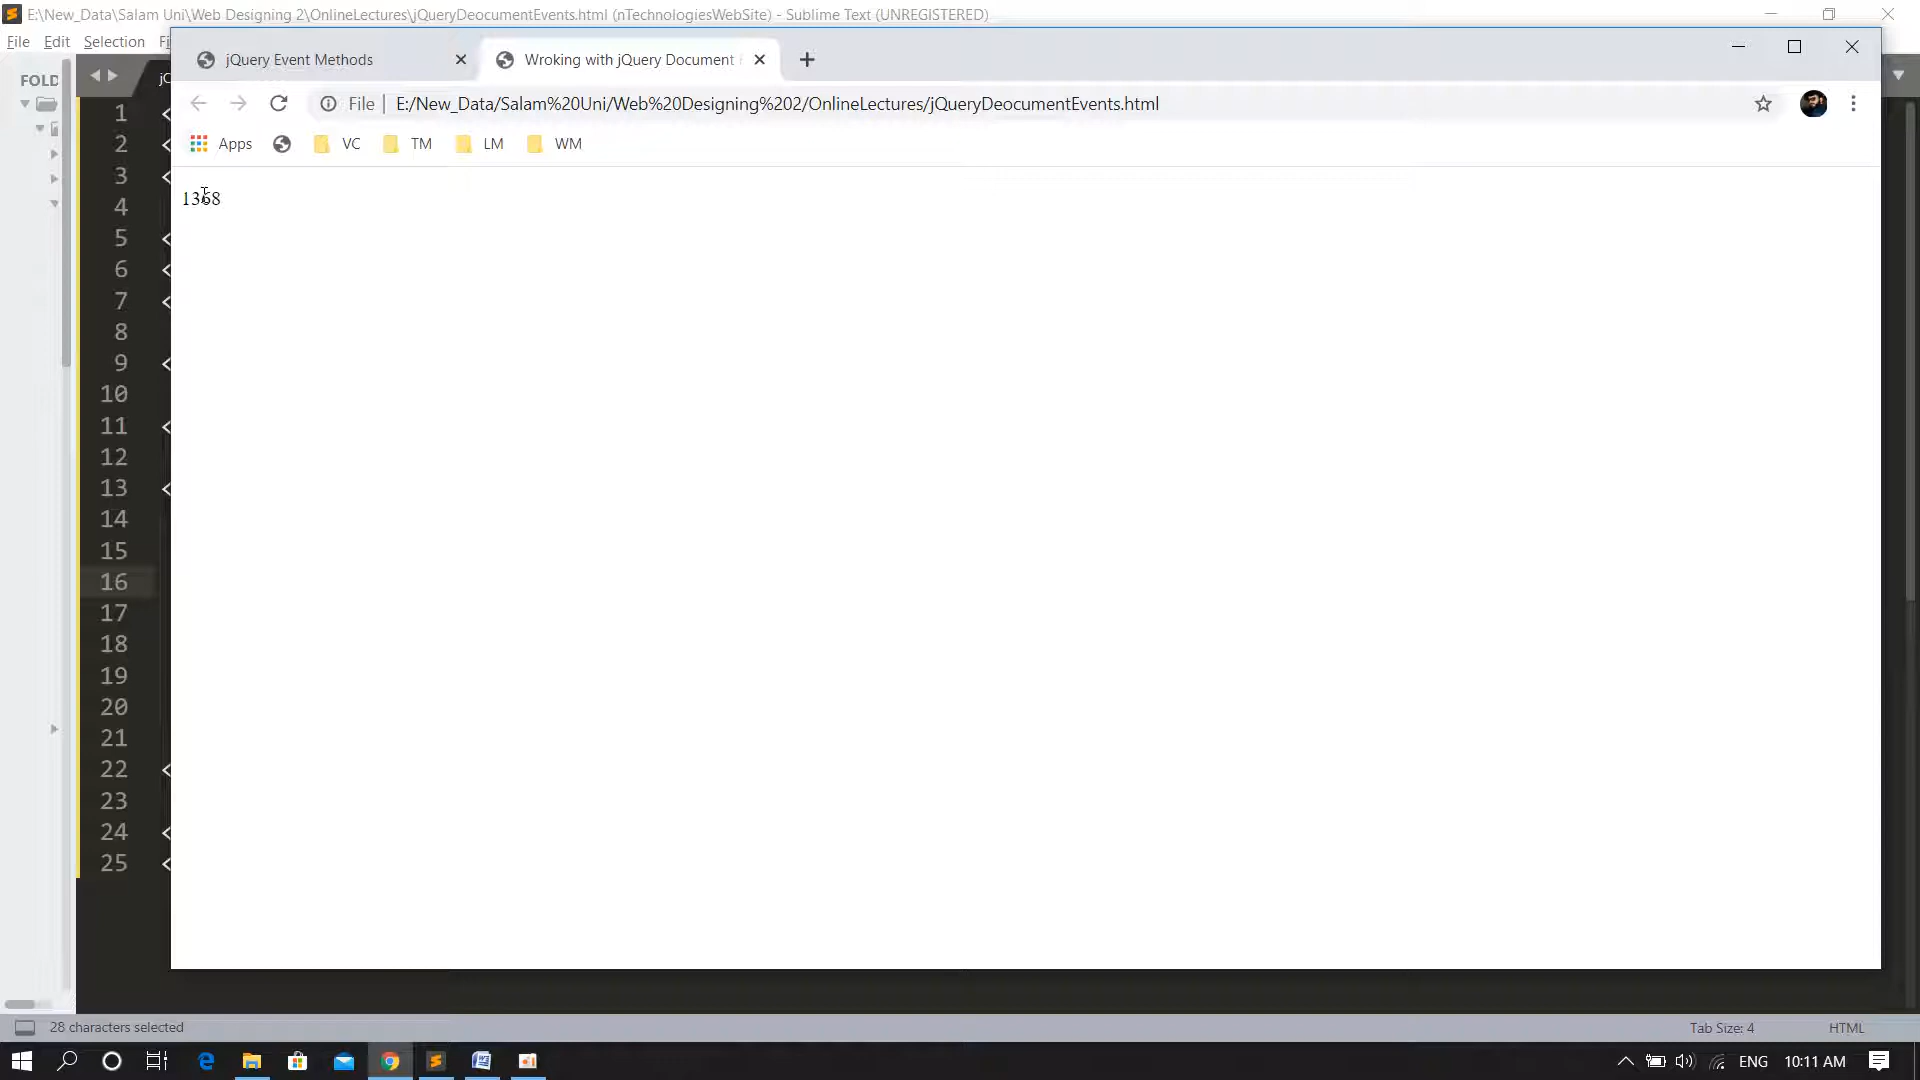 E:\New_Data\Salam Uni\Web Designing 2\OnlineLectures\jQueryDeocumentEvents.html (nTechnologiesWebSite) - Sublime Text (UNREGISTERED)
File Edit Selection
FOLD
jQuery Event Methods
Wroking with jQuery Document
File E:/New_Data/Salam%20Uni/Web%20Designing%202/OnlineLectures/jQueryDeocumentEvents.html
Apps VC TM LM WM
1368
1 <
2 <
3 <
4
5 <
6 <
7 <
8
9 <
10
11 <
12
13 <
14
15
16
17
18
19
20
21
22 <
23
24 <
25 <
28 characters selected
Tab Size: 4
HTML
ENG
10:11 AM